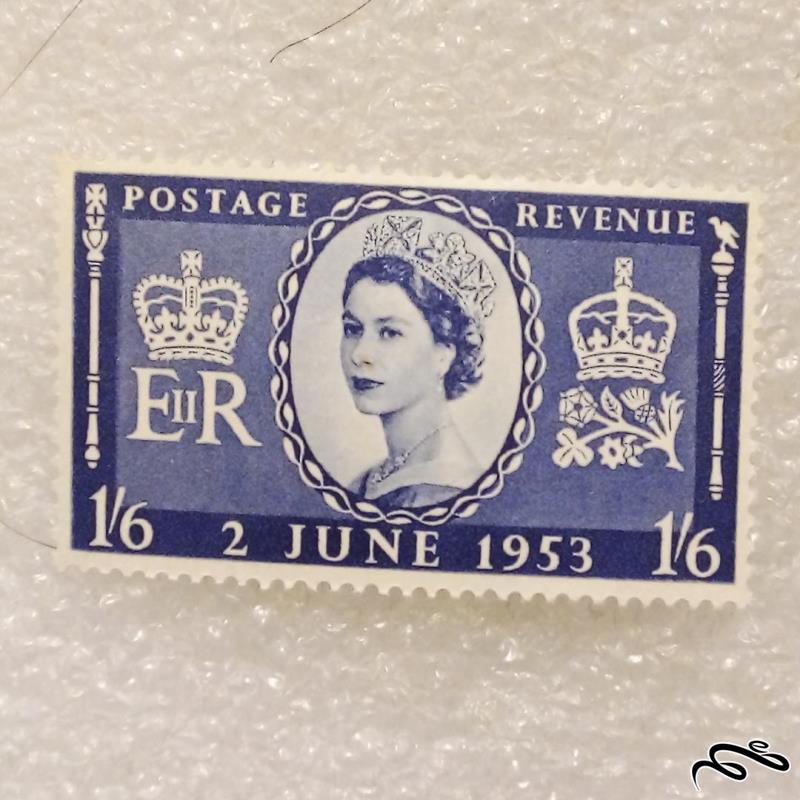 POSTAGE REVENUE
EIIR
1/6 2 JUNE 1953 1/6